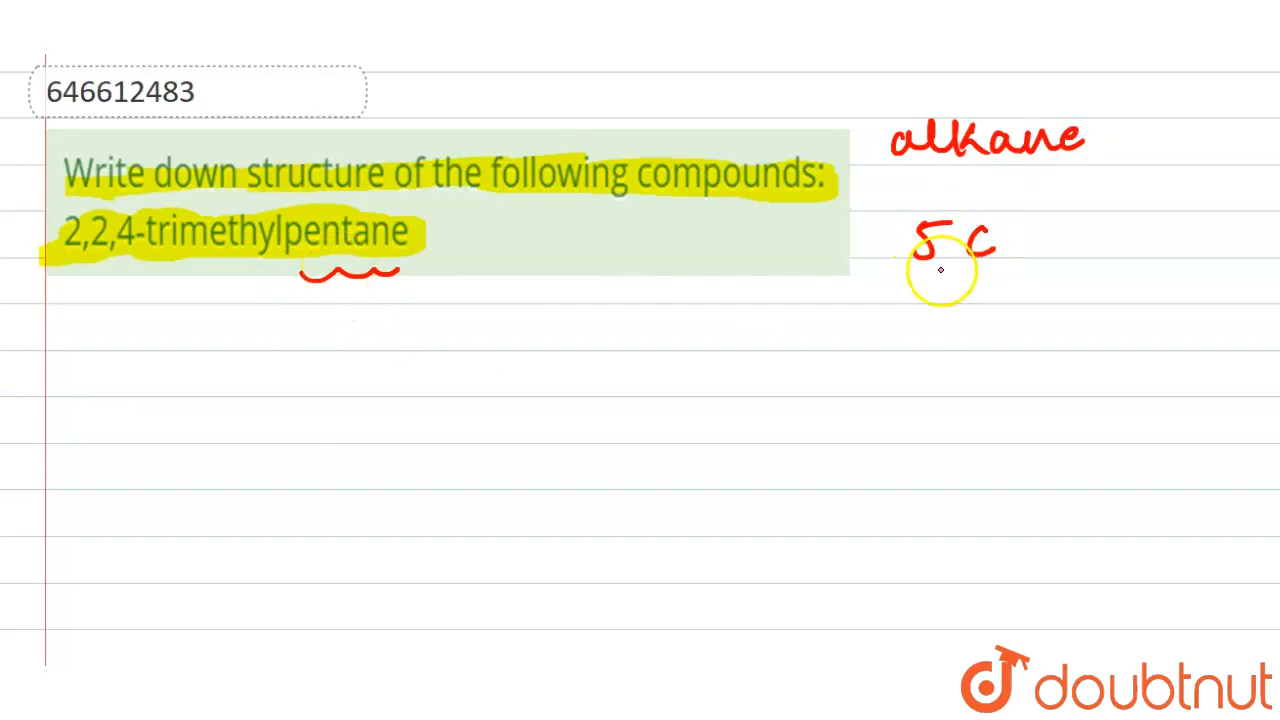 646612483
alkane
Write down structure of the following compounds:
2,2,4-trimethylpentane
5 C
doubtnut